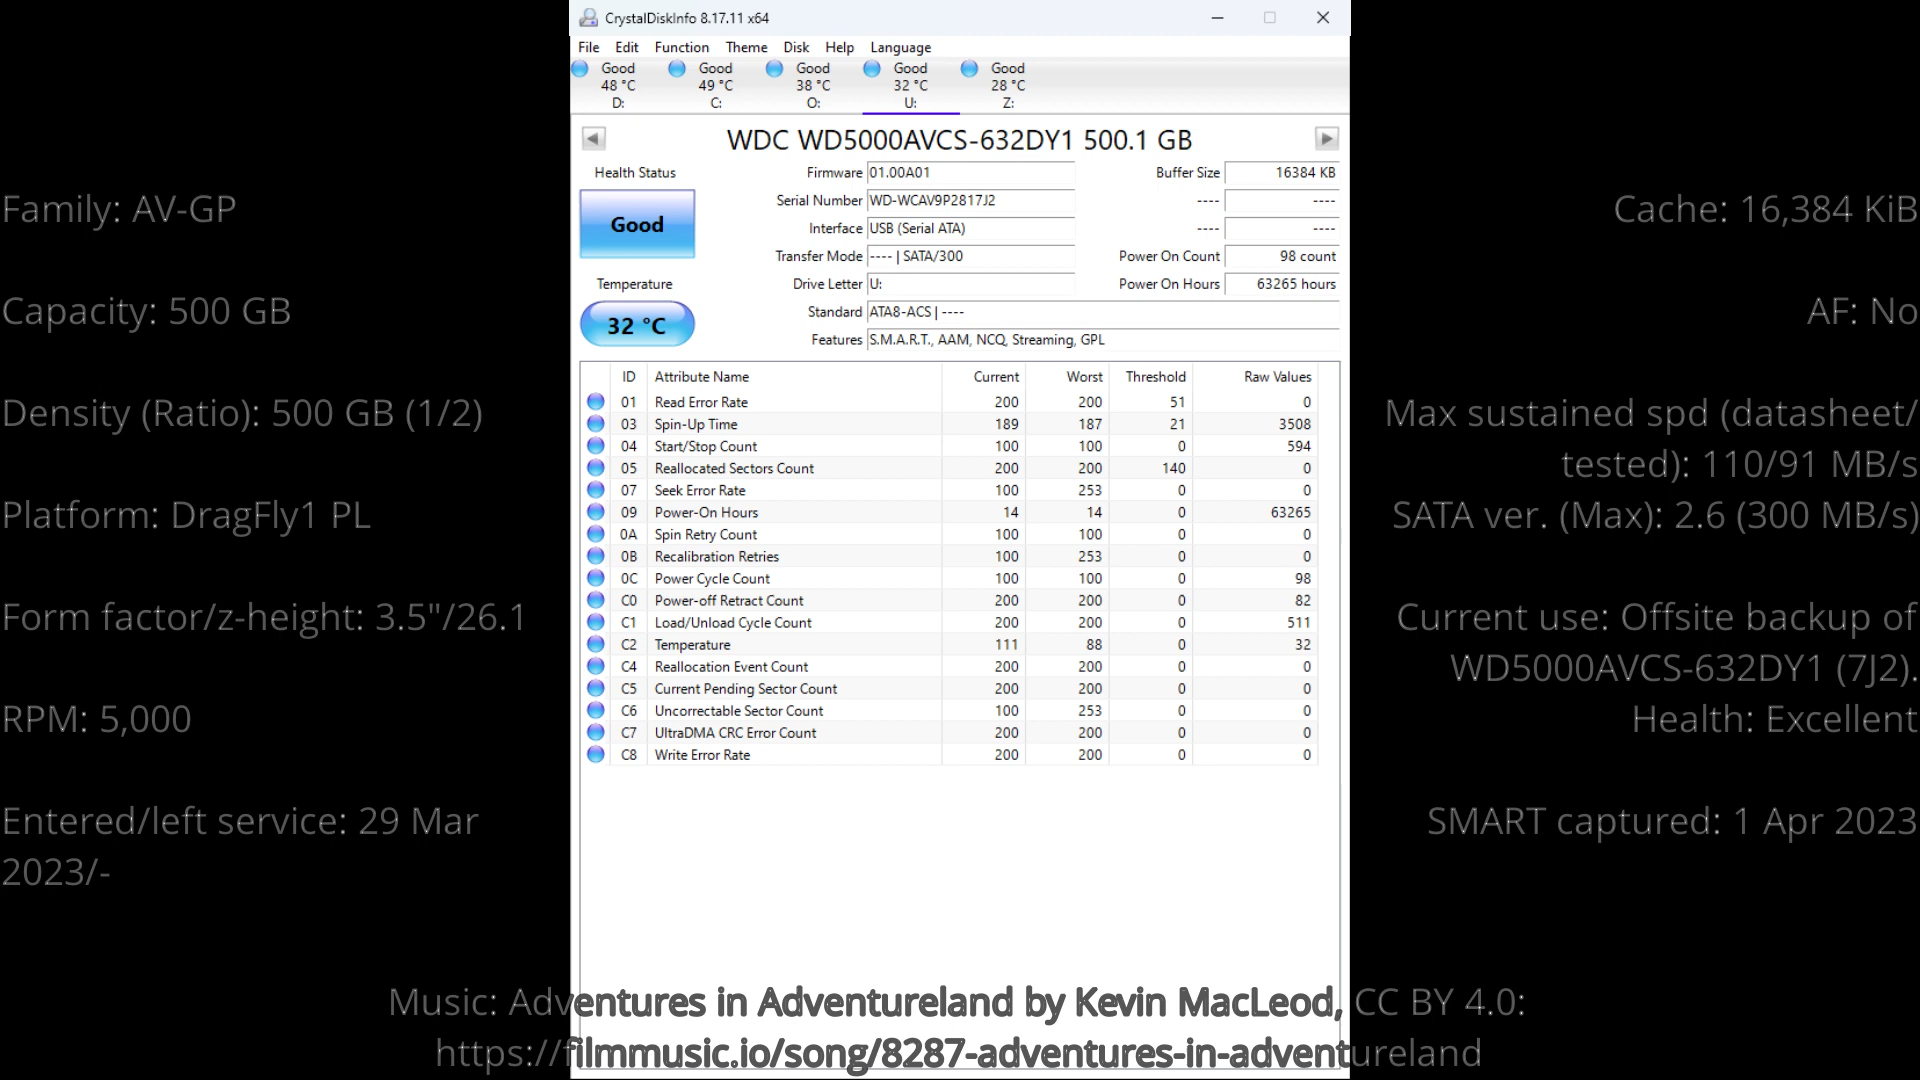 CrystalDiskInfo 8.17.11 x64
File Edit Function Theme Disk Help Language
Good Good Good Good Good
48 °C 49 °C 38 °C 32 °C 28 °C
D: C: O: U: Z:
WDC WD5000AVCS-632DY1 500.1 GB
Health Status
Good
Temperature
32 °C
Firmware 01.00A01
Serial Number WD-WCAV9P2817J2
Interface USB (Serial ATA)
Transfer Mode ---- | SATA/300
Drive Letter U:
Standard ATA8-ACS | ----
Features S.M.A.R.T., AAM, NCQ, Streaming, GPL
Buffer Size 16384 KB
---- ----
---- ----
Power On Count 98 count
Power On Hours 63265 hours
ID Attribute Name Current Worst Threshold Raw Values
01 Read Error Rate 200 200 51 0
03 Spin-Up Time 189 187 21 3508
04 Start/Stop Count 100 100 0 594
05 Reallocated Sectors Count 200 200 140 0
07 Seek Error Rate 100 253 0 0
09 Power-On Hours 14 14 0 63265
0A Spin Retry Count 100 100 0 0
0B Recalibration Retries 100 253 0 0
0C Power Cycle Count 100 100 0 98
C0 Power-off Retract Count 200 200 0 82
C1 Load/Unload Cycle Count 200 200 0 511
C2 Temperature 111 88 0 32
C4 Reallocation Event Count 200 200 0 0
C5 Current Pending Sector Count 200 200 0 0
C6 Uncorrectable Sector Count 100 253 0 0
C7 UltraDMA CRC Error Count 200 200 0 0
C8 Write Error Rate 200 200 0 0
Family: AV-GP
Capacity: 500 GB
Density (Ratio): 500 GB (1/2)
Platform: DragFly1 PL
Form factor/z-height: 3.5"/26.1
RPM: 5,000
Entered/left service: 29 Mar
2023/-
Cache: 16,384 KiB
AF: No
Max sustained spd (datasheet/
tested): 110/91 MB/s
SATA ver. (Max): 2.6 (300 MB/s)
Current use: Offsite backup of
WD5000AVCS-632DY1 (7J2).
Health: Excellent
SMART captured: 1 Apr 2023
Music: Adventures in Adventureland by Kevin MacLeod, CC BY 4.0:
https://filmmusic.io/song/8287-adventures-in-adventureland